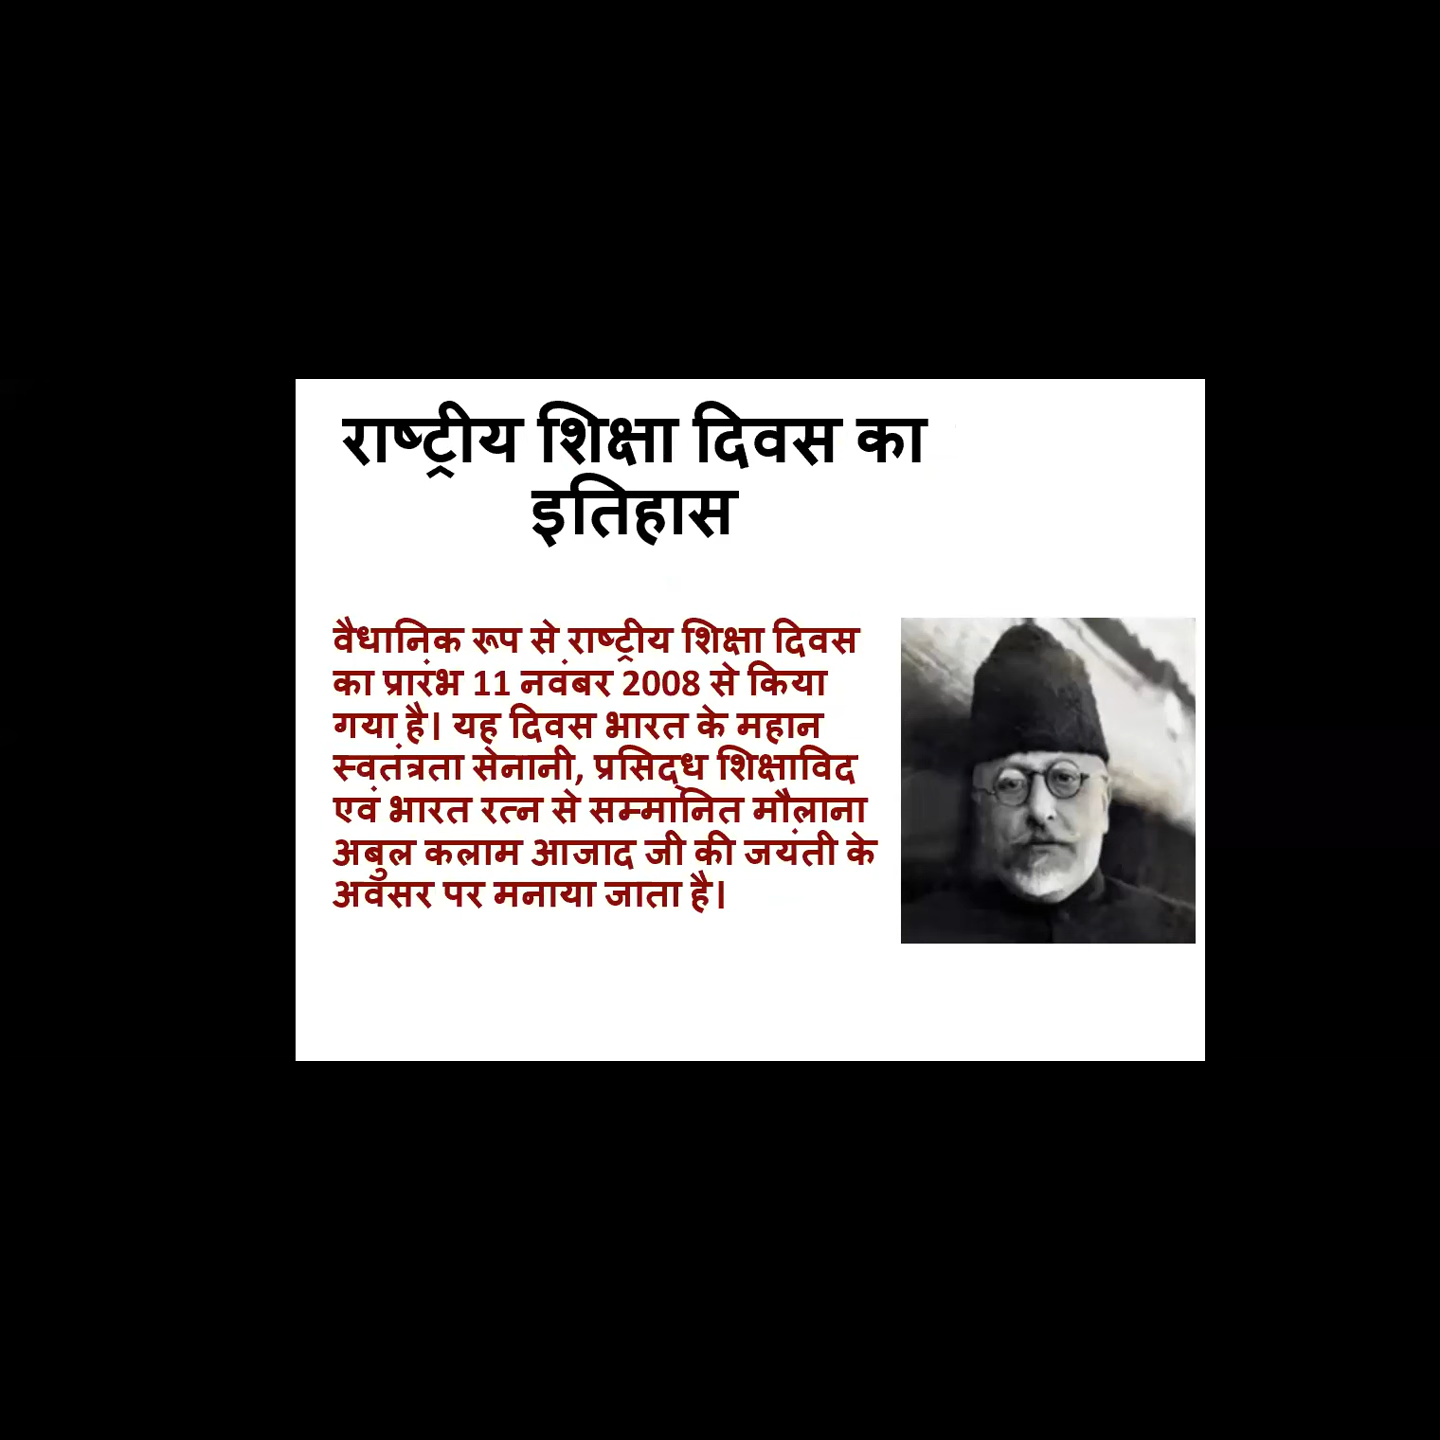 राष्ट्रीय शिक्षा दिवस का
इतिहास
वैधानिक रूप से राष्ट्रीय शिक्षा दिवस
का प्रारंभ 11 नवंबर 2008 से किया
गया है। यह दिवस भारत के महान
स्वतंत्रता सेनानी, प्रसिद्ध शिक्षाविद
एवं भारत रत्न से सम्मानित मौलाना
अबुल कलाम आजाद जी की जयंती के
अवसर पर मनाया जाता है।